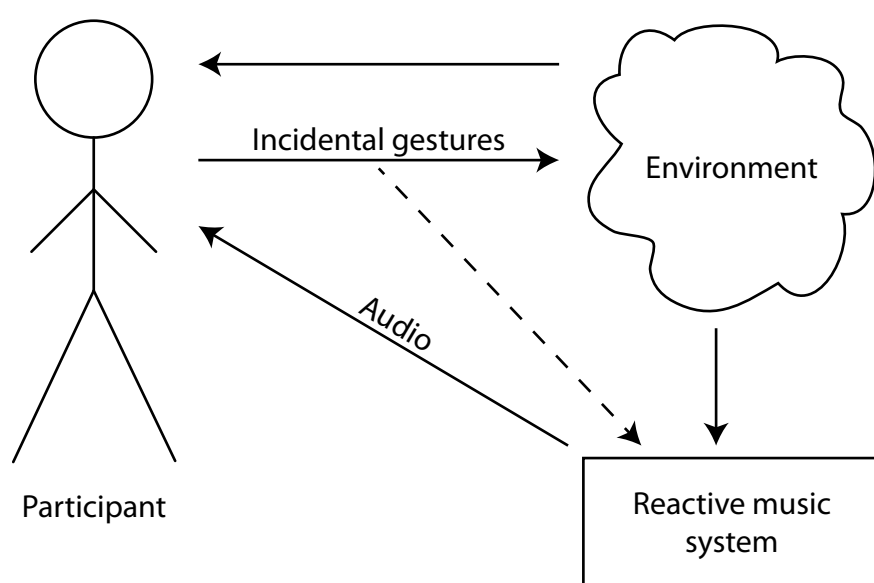 Incidental gestures
Environment
Audio
Participant
Reactive music
system